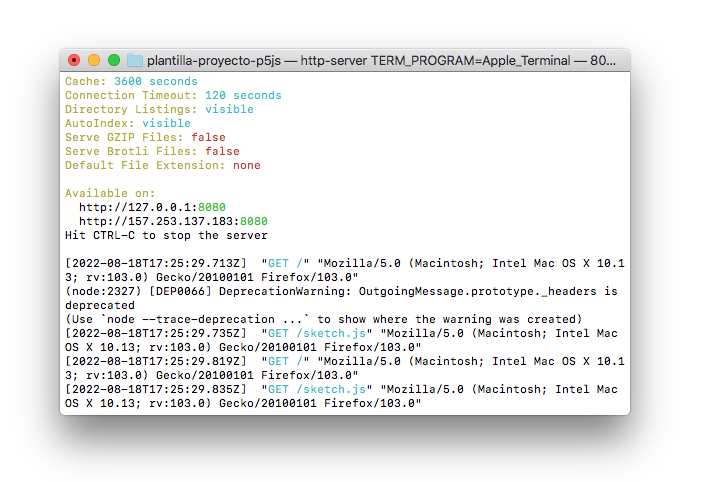 plantilla-proyecto-p5js — http-server TERM_PROGRAM=Apple_Terminal — 80...
Cache: 3600 seconds
Connection Timeout: 120 seconds
Directory Listings: visible
AutoIndex: visible
Serve GZIP Files: false
Serve Brotli Files: false
Default File Extension: none
Available on:
http://127.0.0.1:8080
http://157.253.137.183:8080
Hit CTRL-C to stop the server
[2022-08-18T17:25:29.713Z]  "GET /" "Mozilla/5.0 (Macintosh; Intel Mac OS X 10.1
3; rv:103.0) Gecko/20100101 Firefox/103.0"
(node:2327) [DEP0066] DeprecationWarning: OutgoingMessage.prototype._headers is
deprecated
(Use `node --trace-deprecation ...` to show where the warning was created)
[2022-08-18T17:25:29.735Z]  "GET /sketch.js" "Mozilla/5.0 (Macintosh; Intel Mac
OS X 10.13; rv:103.0) Gecko/20100101 Firefox/103.0"
[2022-08-18T17:25:29.819Z]  "GET /" "Mozilla/5.0 (Macintosh; Intel Mac OS X 10.1
3; rv:103.0) Gecko/20100101 Firefox/103.0"
[2022-08-18T17:25:29.835Z]  "GET /sketch.js" "Mozilla/5.0 (Macintosh; Intel Mac
OS X 10.13; rv:103.0) Gecko/20100101 Firefox/103.0"